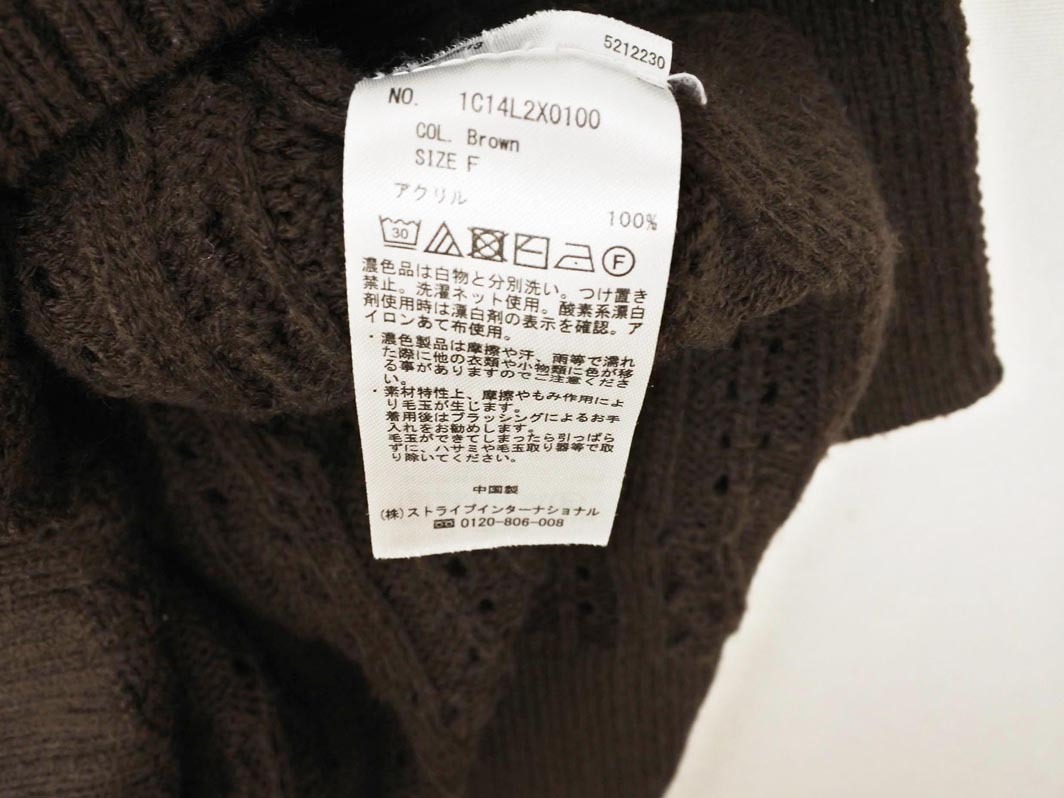 5212230
NO. 1C14L2X0100
COL. Brown
SIZE F
アクリル 100%
30
F
濃色品は白物と分別洗い。つけ置き
禁止。洗濯ネット使用。酸素系漂白
剤使用時は漂白剤の表示を確認。ア
イロンあて布使用。
・濃色製品は摩擦や汗、雨等で濡れ
た際に他の衣類や小物類に色が移
る事がありますのでご注意くださ
い。
・素材特性上、摩擦やもみ作用によ
り毛玉が生じます。
着用後はブラッシングによるお手
入れをお勧めします。
毛玉ができてしまったら引っぱら
ずに、ハサミや毛玉取り器等で取
り除いてください。
中国製
(株)ストライプインターナショナル
0120-806-008